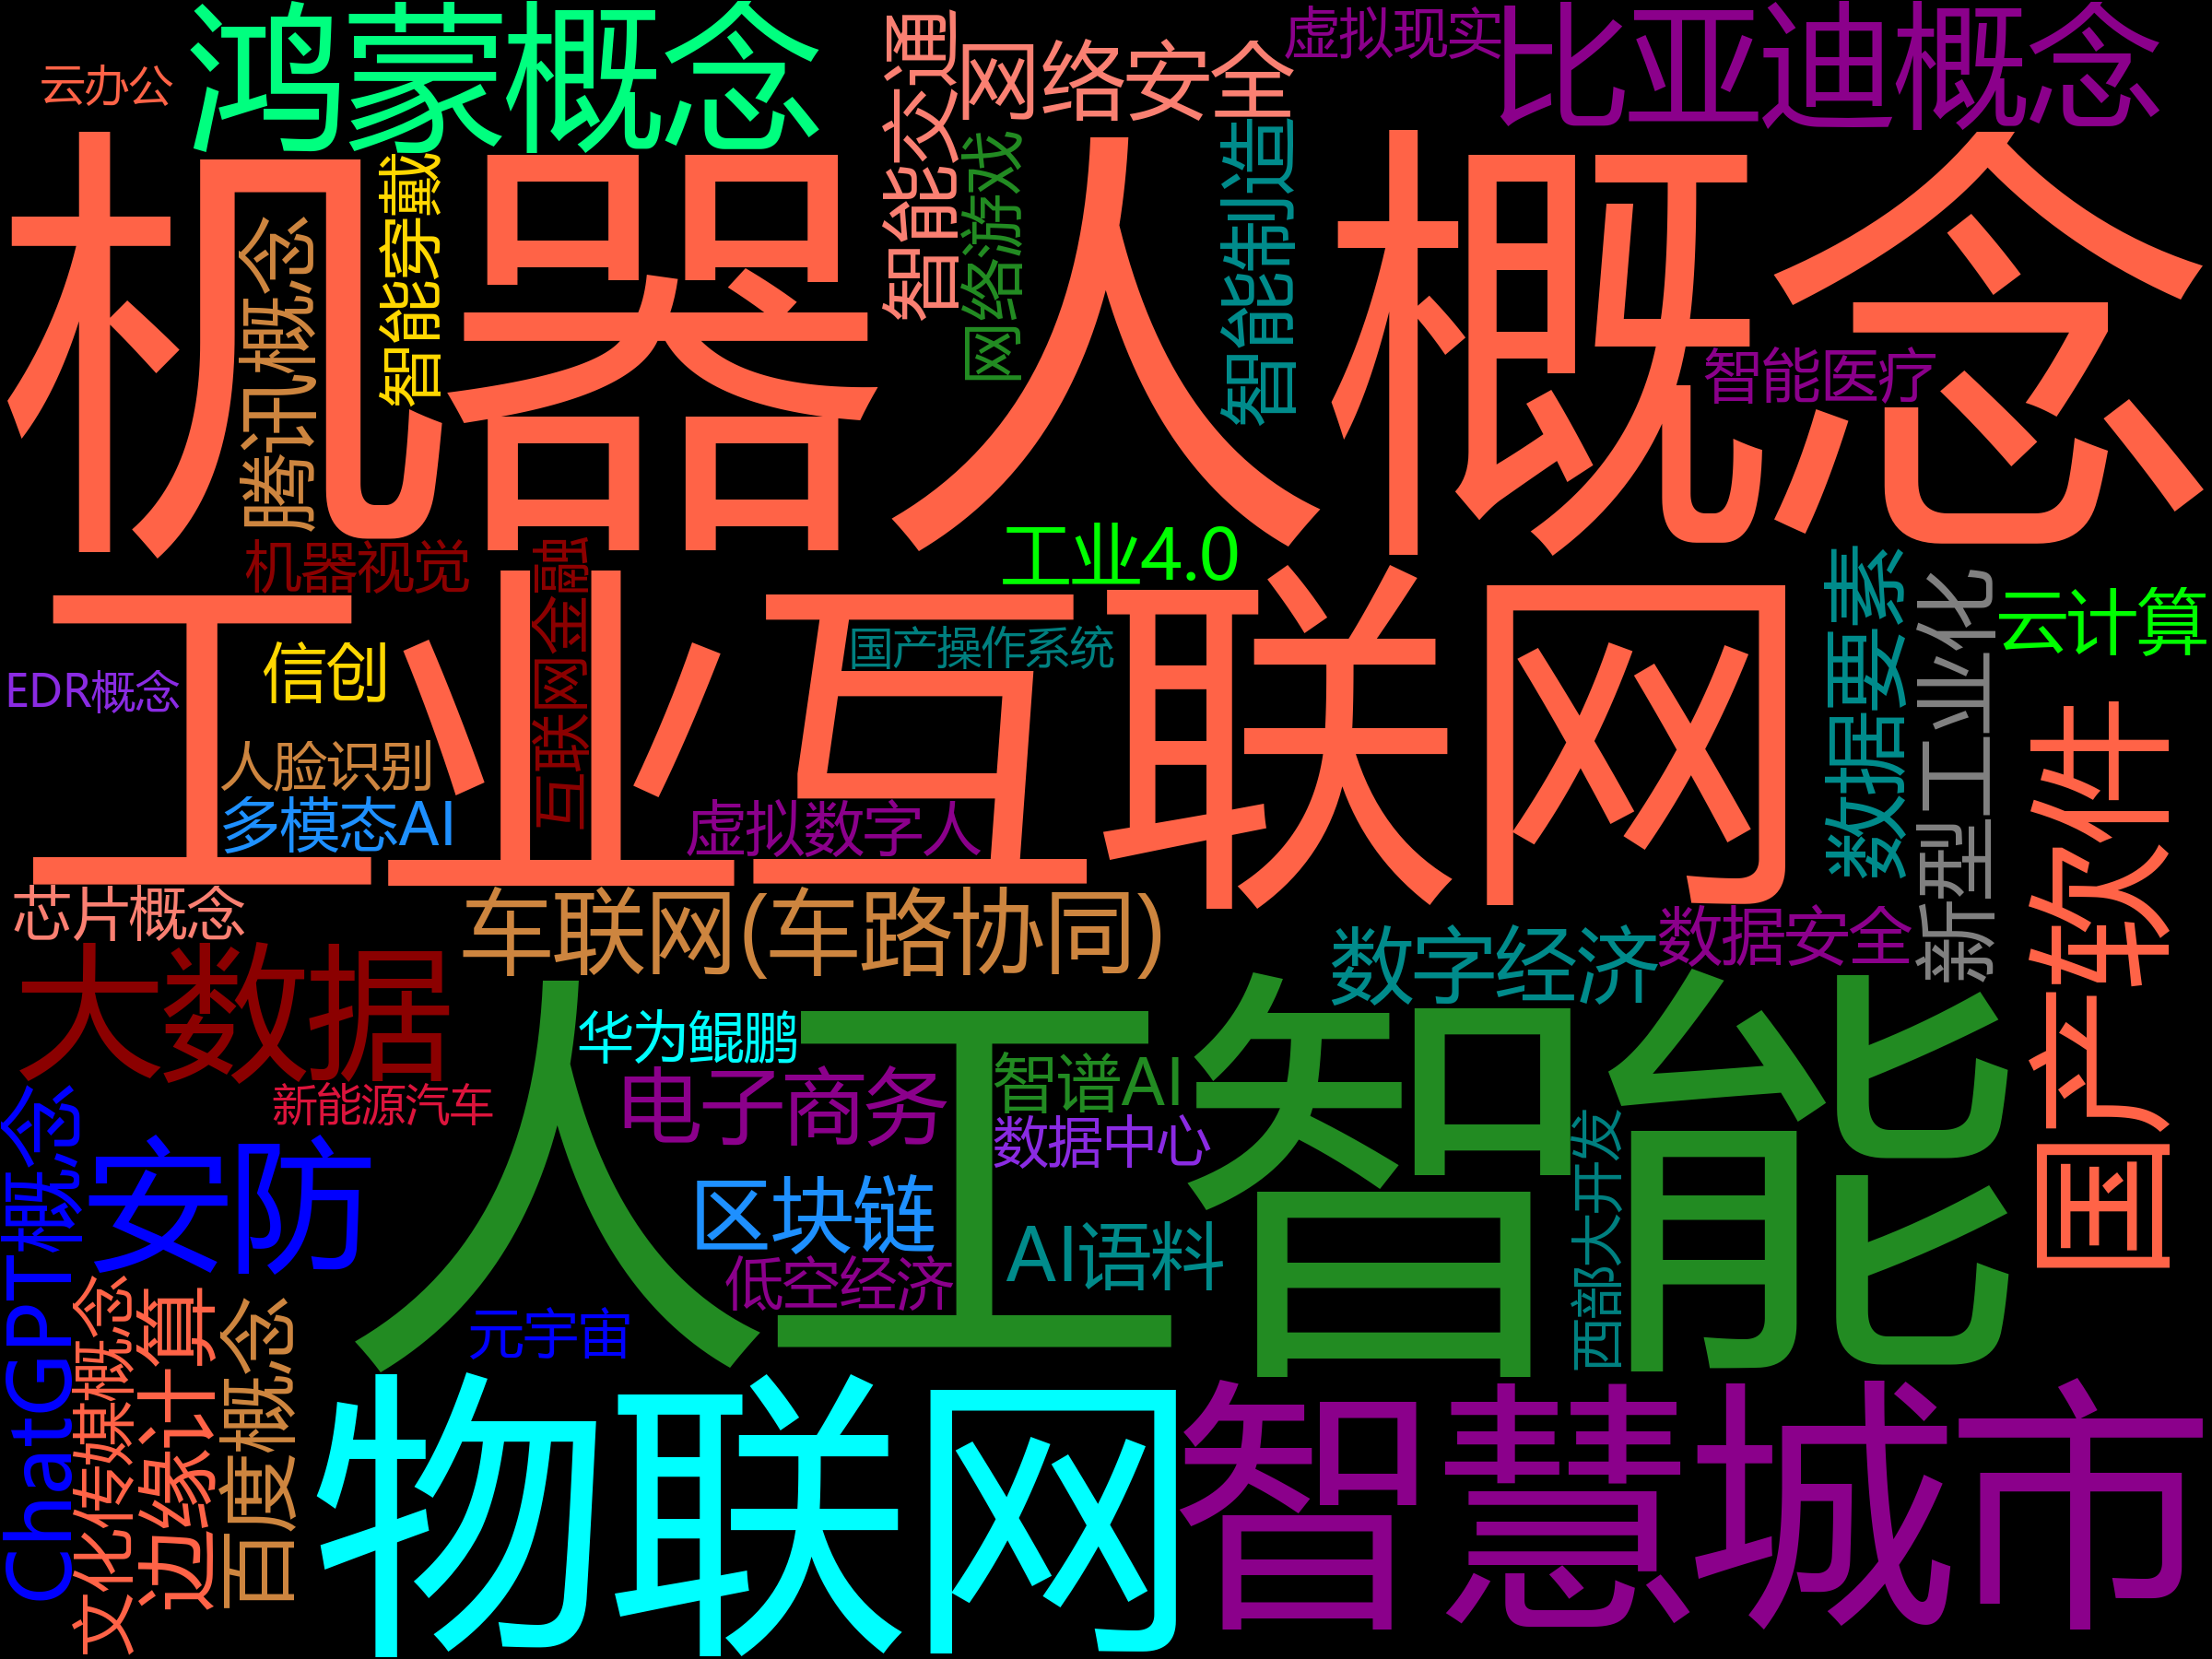 云办公
鸿蒙概念
智能交通
网络安全
虚拟现实
比亚迪概念
机器人概念
腾讯概念
智能穿戴
网络游戏
智能制造
智能医疗
机器视觉
互联网金融
工业4.0
工业互联网
国产操作系统
数据要素
新型工业化
云计算
EDR概念
信创
人脸识别
多模态AI
虚拟数字人
国产软件
芯片概念
车联网(车路协同)
数字经济
数据安全
大数据
人工智能
华为鲲鹏
智谱AI
新能源汽车
电子商务
数据中心
西部大开发
ChatGPT概念
安防
区块链
AI语料
低空经济
元宇宙
文化传媒概念
边缘计算
百度概念
物联网
智慧城市